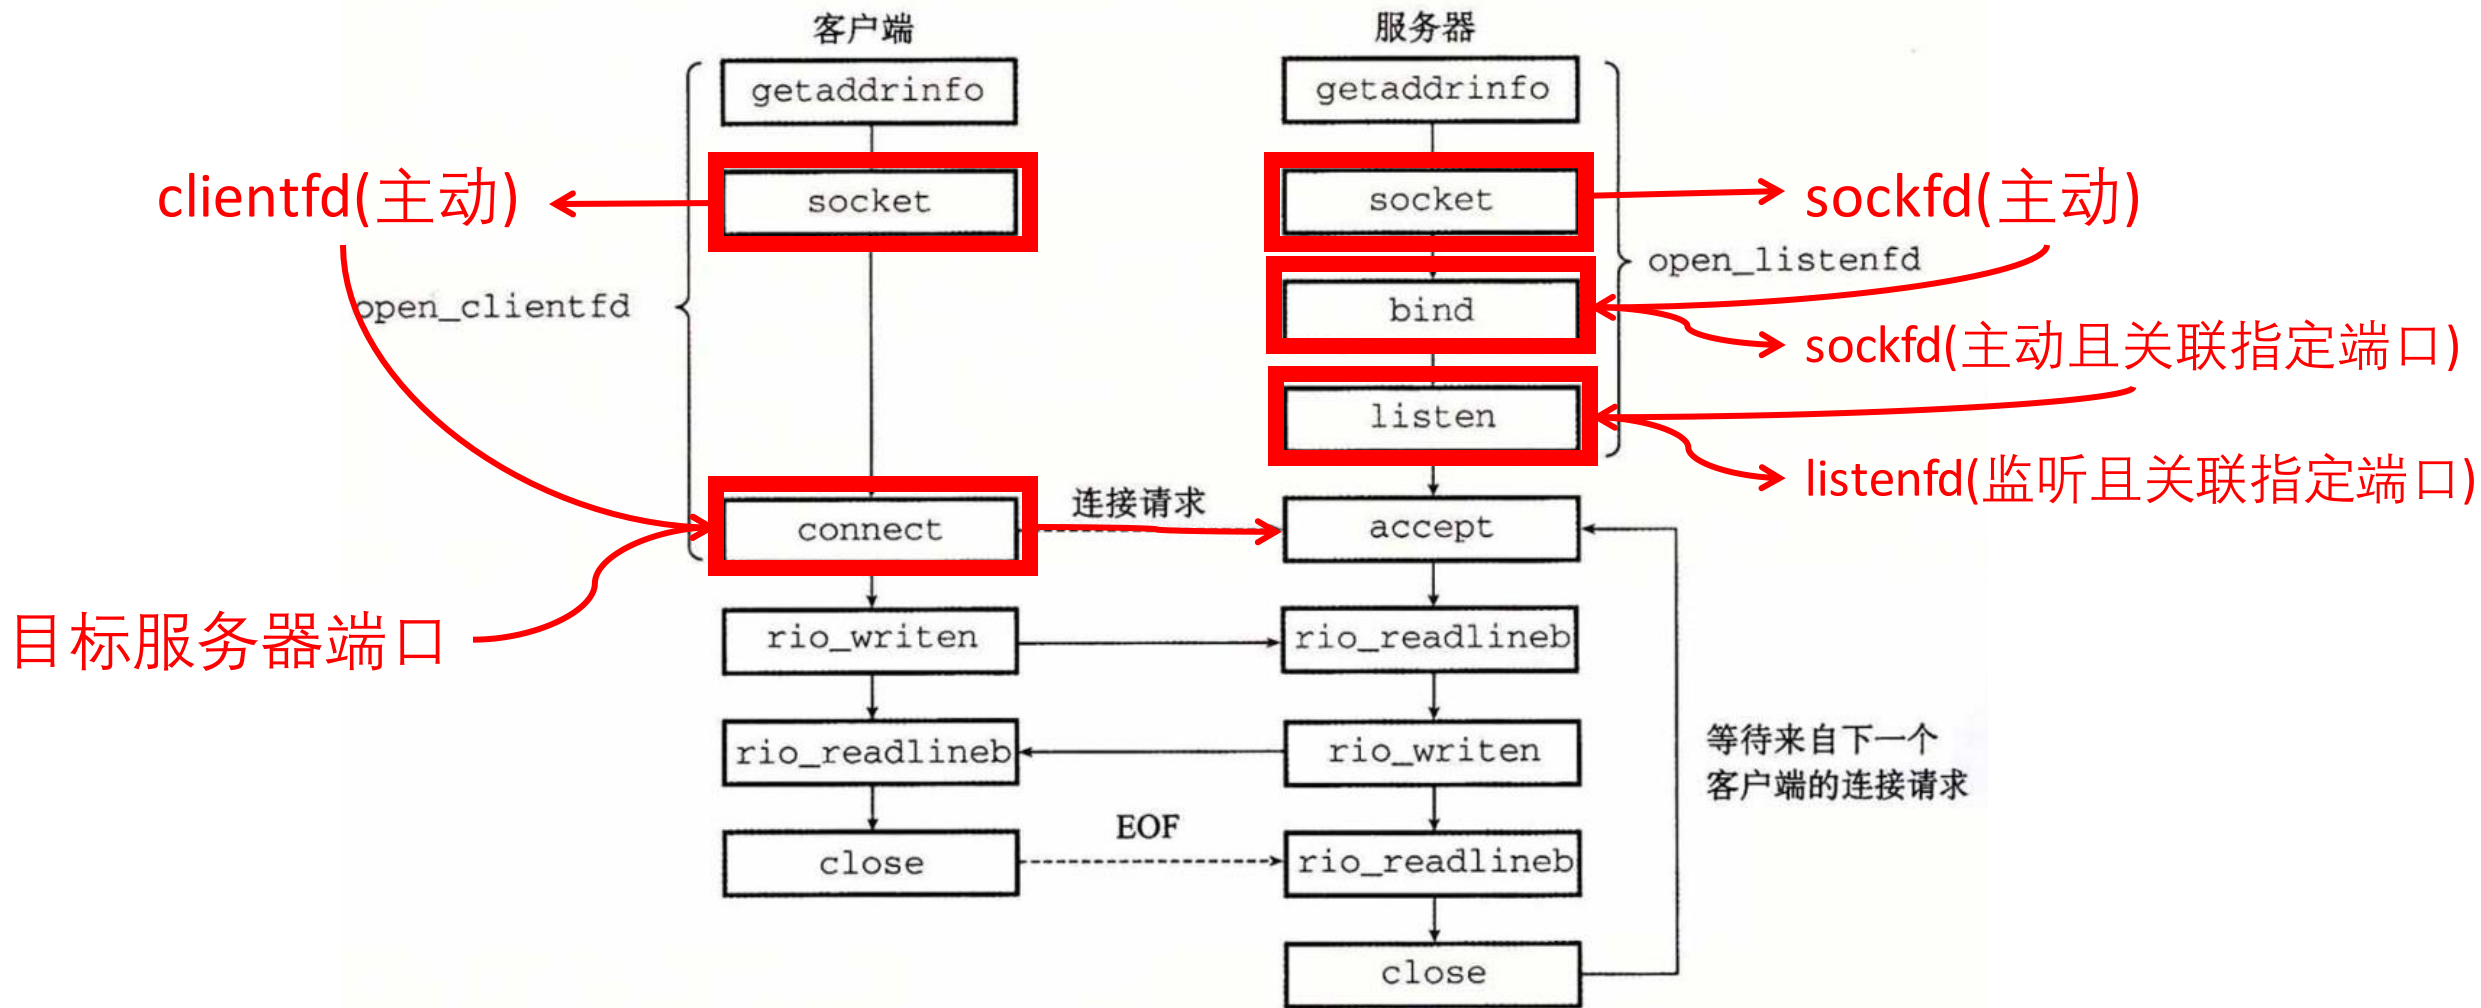 客户端
服务器
getaddrinfo
getaddrinfo
clientfd(主动)
socket
socket
sockfd(主动)
open_listenfd
open_clientfd
bind
sockfd(主动且关联指定端口)
listen
listenfd(监听且关联指定端口)
连接请求
connect
accept
目标服务器端口
rio_writen
rio_readlineb
rio_readlineb
rio_writen
等待来自下一个
客户端的连接请求
EOF
close
rio_readlineb
close